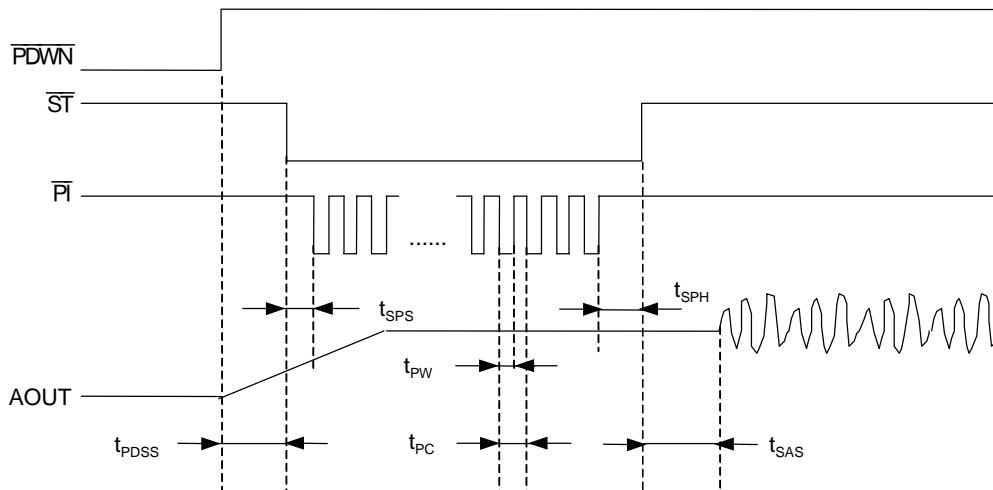 PDWN
ST
PI
......
tSPS
tSPH
tPW
AOUT
tPDSS
tPC
tSAS